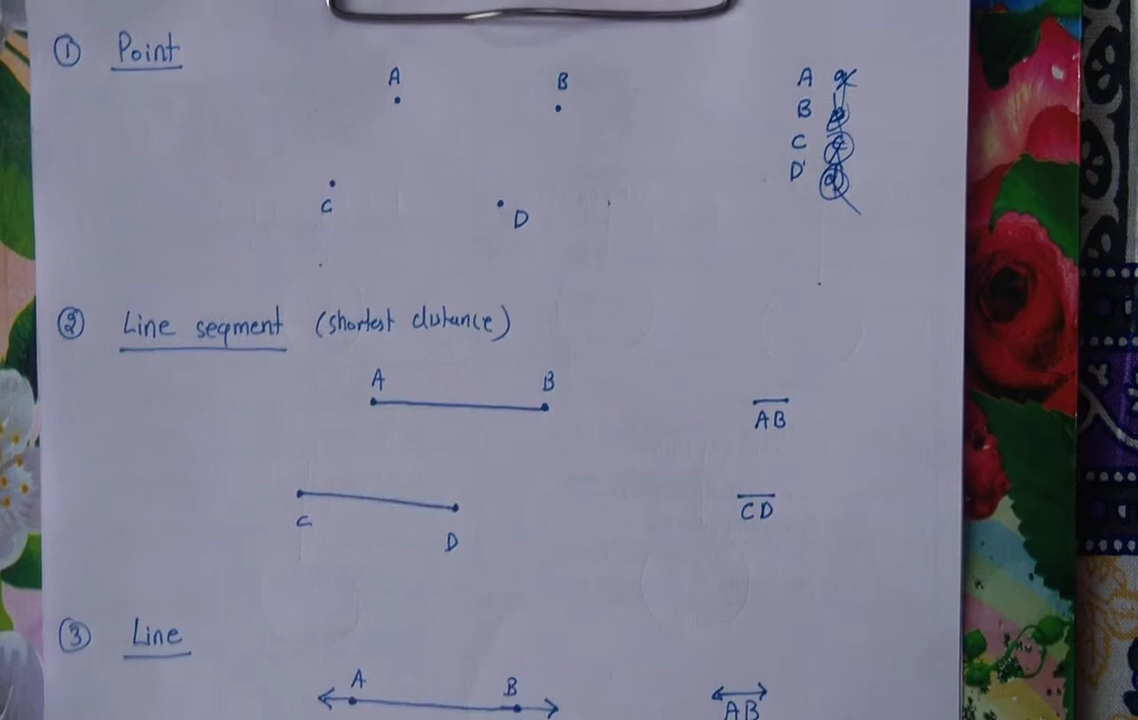 ① Point
A B
A
B
C
D
C D
② Line segment (shortest distance)
A B
AB
C D
CD
③ Line
A B
AB